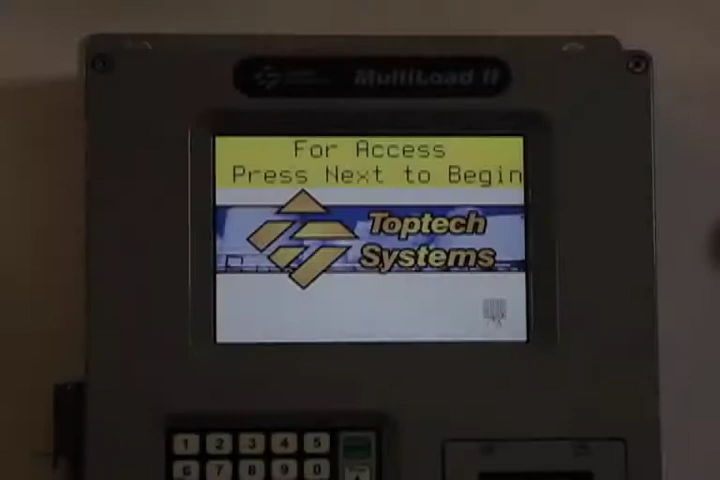 MultiLoad II
For Access
Press Next to Begin
Toptech
Systems
1 2 3 4 5
6 7 8 9 0